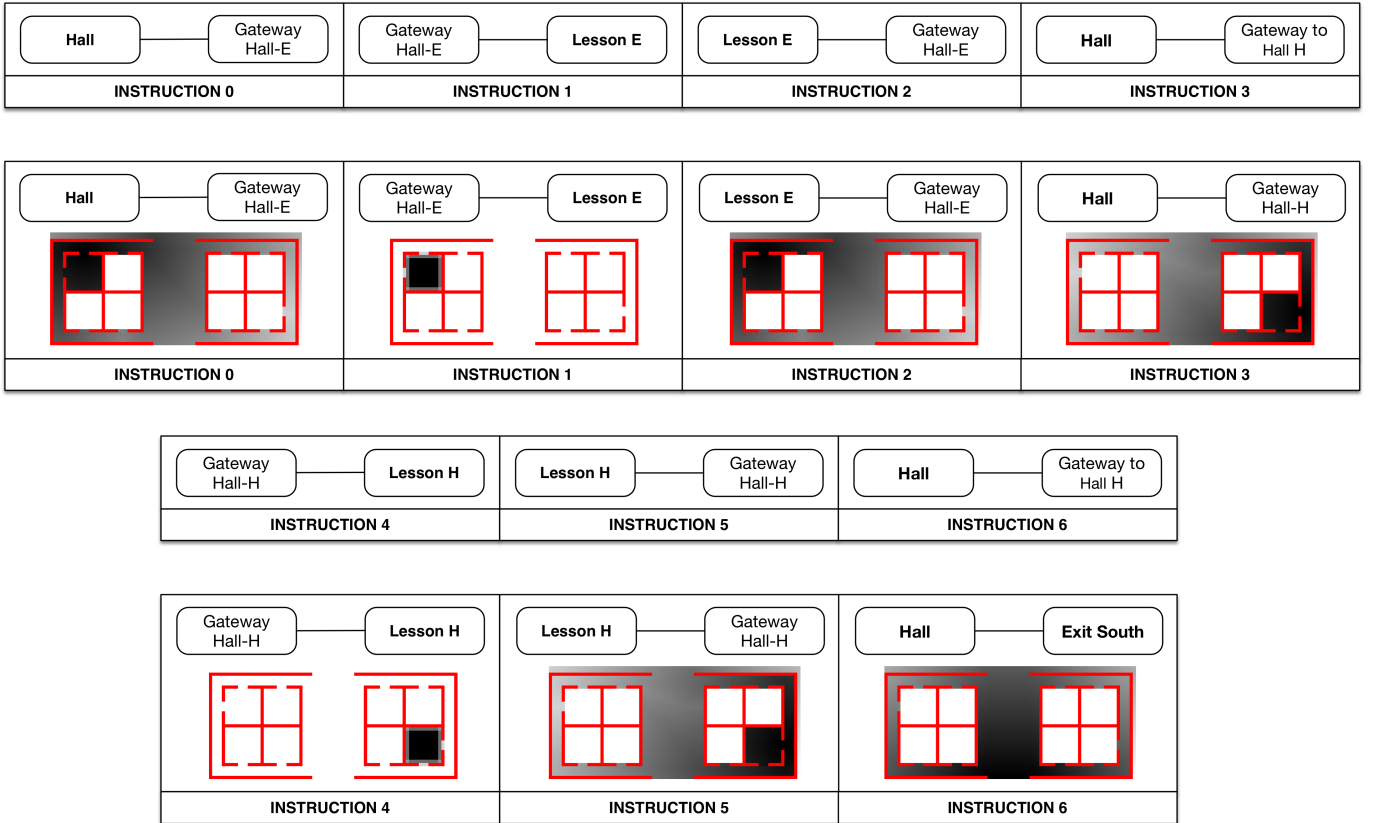 Hall
Gateway
Hall-E
Gateway
Hall-E
Lesson E
Lesson E
Gateway
Hall-E
Hall
Gateway to
Hall H
INSTRUCTION 0
INSTRUCTION 1
INSTRUCTION 2
INSTRUCTION 3
Hall
Gateway
Hall-E
Gateway
Hall-E
Lesson E
Lesson E
Gateway
Hall-E
Hall
Gateway
Hall-H
INSTRUCTION 0
INSTRUCTION 1
INSTRUCTION 2
INSTRUCTION 3
Gateway
Hall-H
Lesson H
Lesson H
Gateway
Hall-H
Hall
Gateway to
Hall H
INSTRUCTION 4
INSTRUCTION 5
INSTRUCTION 6
Gateway
Hall-H
Lesson H
Lesson H
Gateway
Hall-H
Hall
Exit South
INSTRUCTION 4
INSTRUCTION 5
INSTRUCTION 6